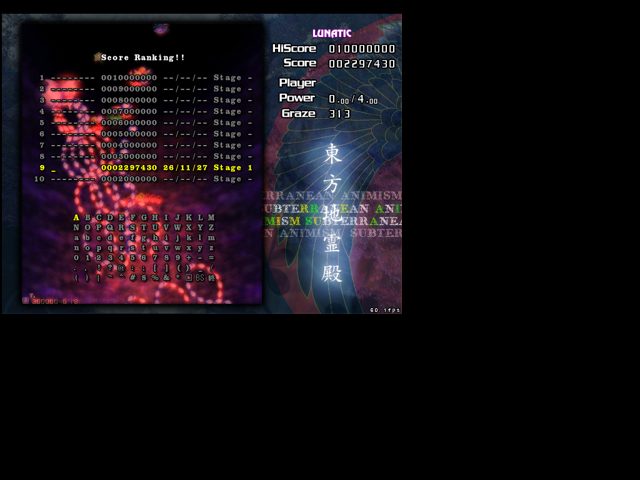 Score Ranking!!
1 -------- 0010000000 --/--/-- Stage -
2 -------- 0009000000 --/--/-- Stage -
3 -------- 0008000000 --/--/-- Stage -
4 -------- 0007000000 --/--/-- Stage -
5 -------- 0006000000 --/--/-- Stage -
6 -------- 0005000000 --/--/-- Stage -
7 -------- 0004000000 --/--/-- Stage -
8 -------- 0003000000 --/--/-- Stage -
9 _ 0002297430 26/11/27 Stage 1
10 -------- 0002000000 --/--/-- Stage -
A B C D E F G H I J K L M
N O P Q R S T U V W X Y Z
a b c d e f g h i j k l m
n o p q r s t u v w x y z
0 1 2 3 4 5 6 7 8 9 + - =
LUNATIC
HiScore 010000000
Score 002297430
Player
Power 0.00/4.00
Graze 313
東方地霊殿
SUBTERRANEAN ANIMISM